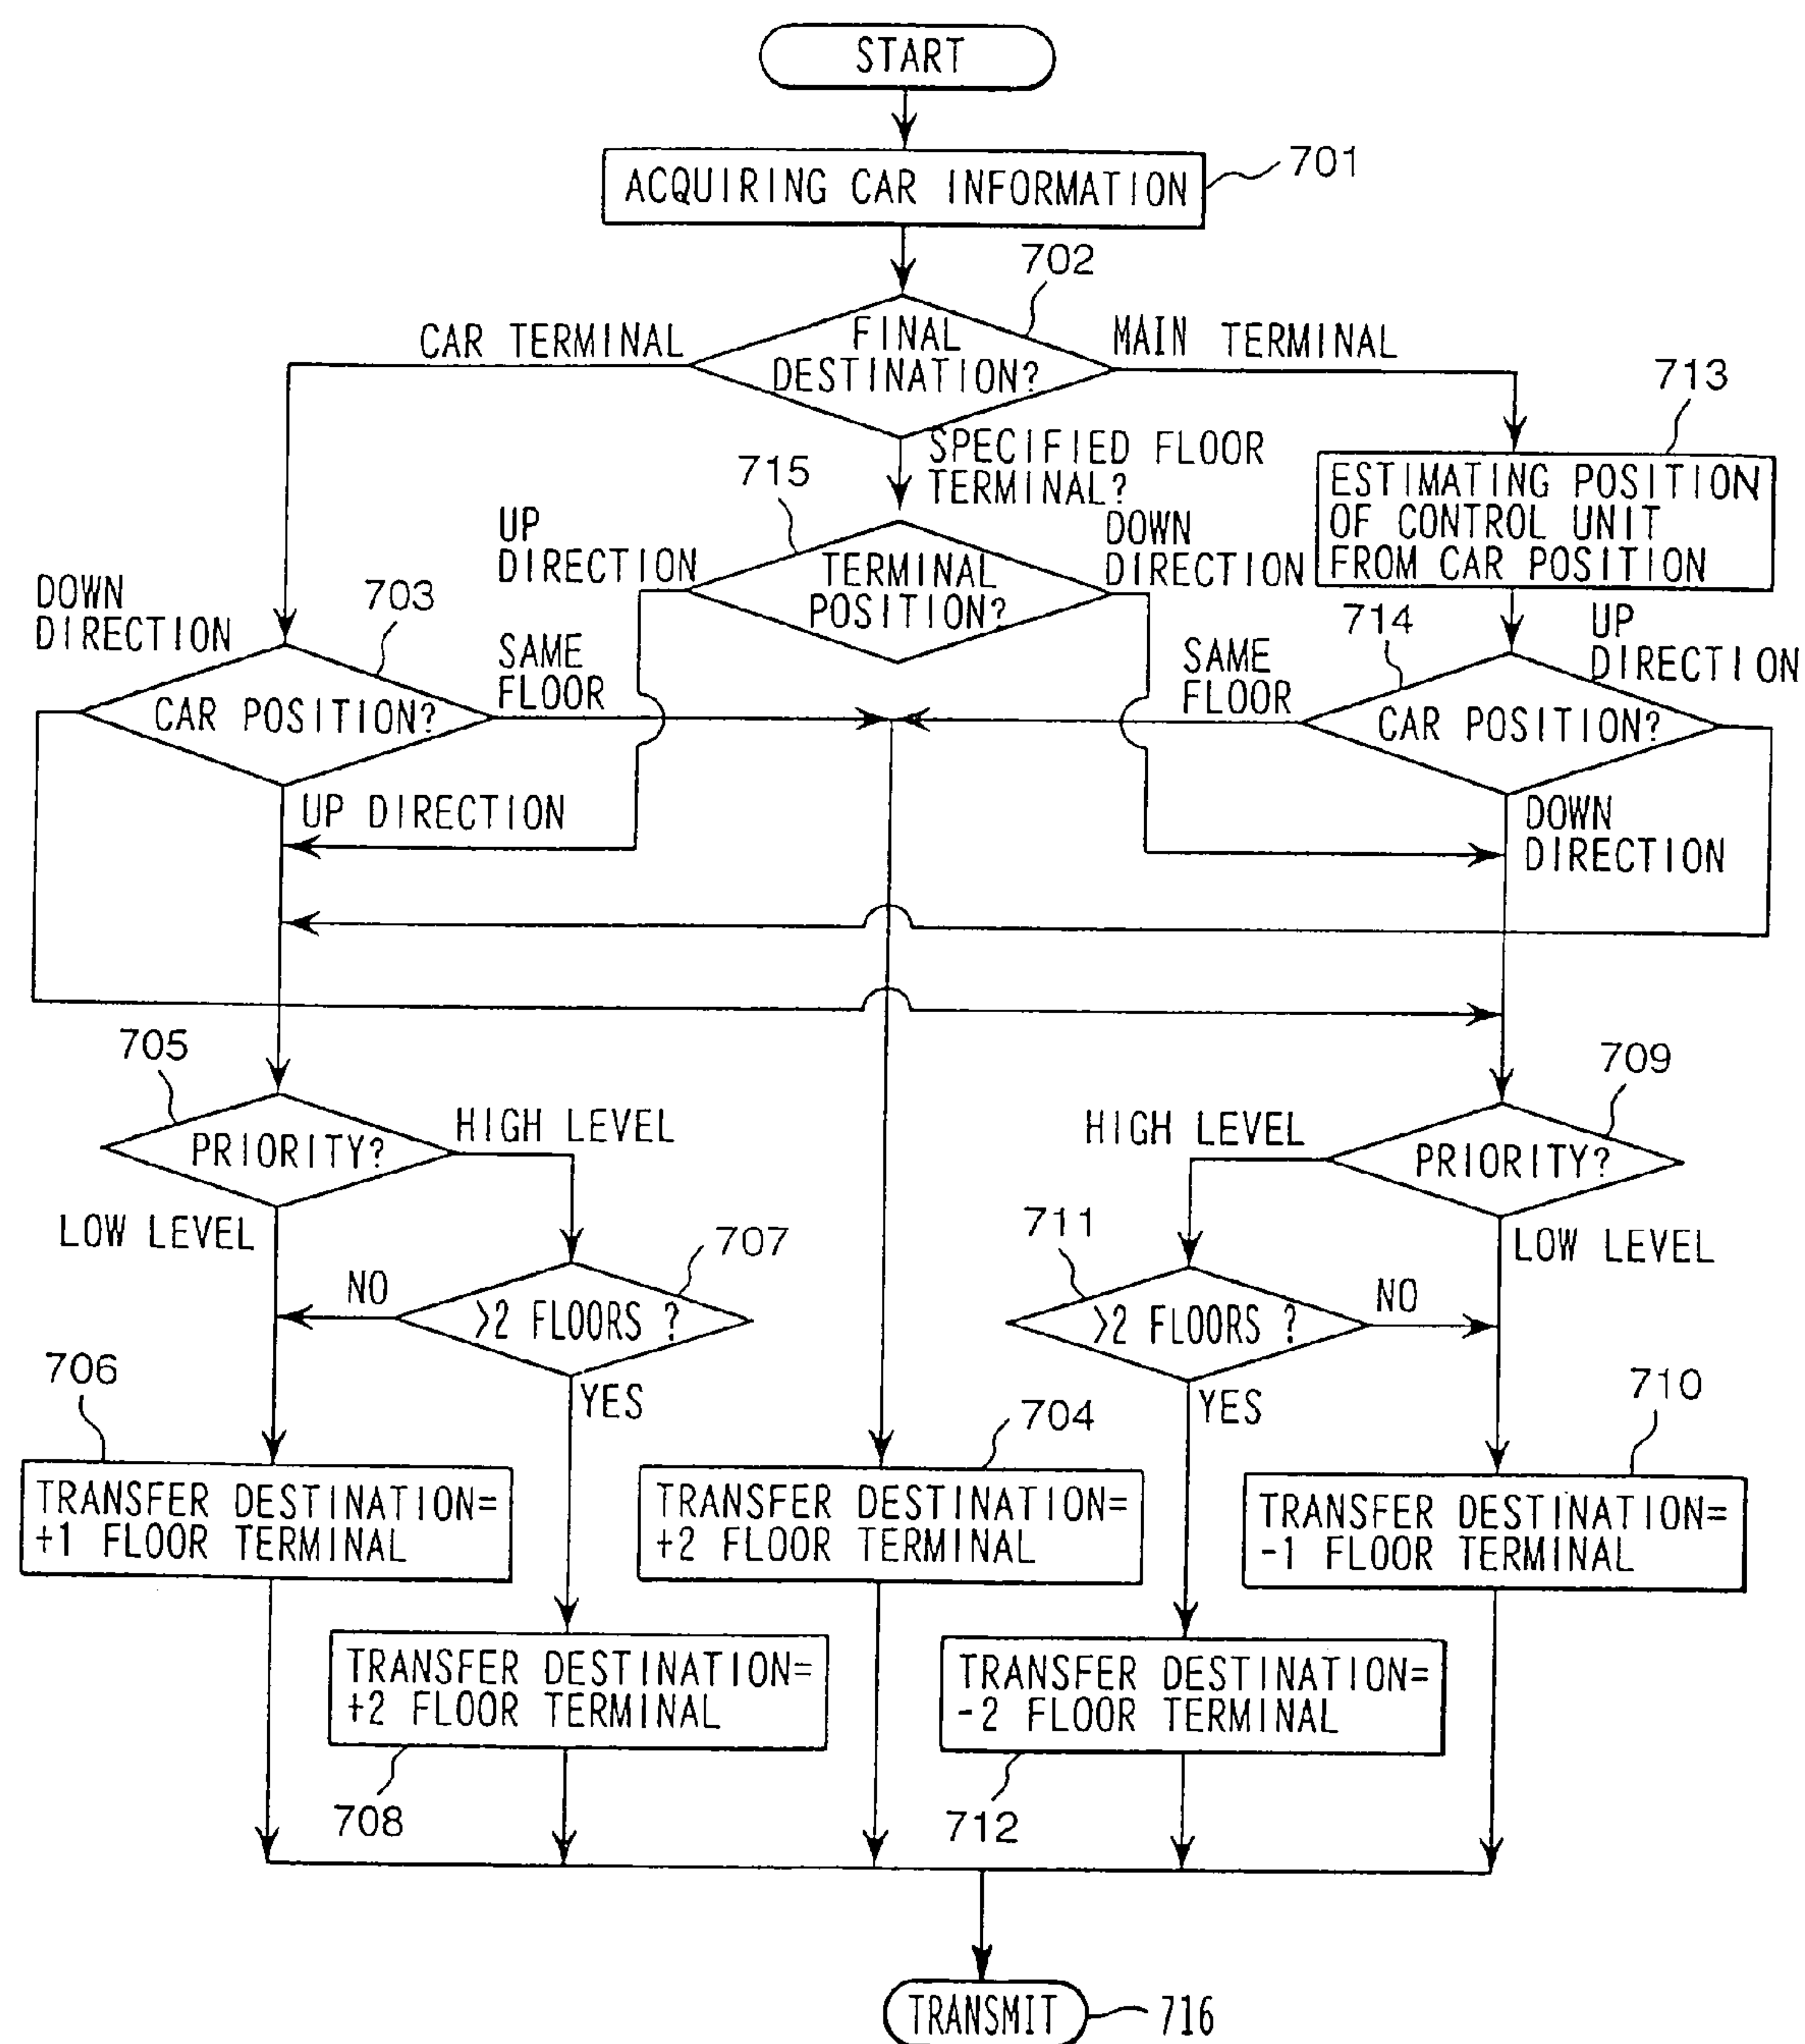 START
ACQUIRING CAR INFORMATION
701
702
CAR TERMINAL
FINAL
DESTINATION?
MAIN TERMINAL
713
SPECIFIED FLOOR
TERMINAL?
715
UP
DIRECTION
TERMINAL
POSITION?
DOWN
DIRECTION
ESTIMATING POSITION
OF CONTROL UNIT
FROM CAR POSITION
DOWN
DIRECTION
703
CAR POSITION?
SAME
FLOOR
SAME
FLOOR
714
UP
DIRECTION
CAR POSITION?
UP DIRECTION
DOWN
DIRECTION
705
PRIORITY?
HIGH LEVEL
LOW LEVEL
709
HIGH LEVEL
PRIORITY?
LOW LEVEL
707
NO
>2 FLOORS ?
YES
711
>2 FLOORS ?
NO
YES
706
TRANSFER DESTINATION=
+1 FLOOR TERMINAL
704
TRANSFER DESTINATION=
+2 FLOOR TERMINAL
710
TRANSFER DESTINATION=
-1 FLOOR TERMINAL
TRANSFER DESTINATION=
+2 FLOOR TERMINAL
708
TRANSFER DESTINATION=
-2 FLOOR TERMINAL
712
TRANSMIT
716